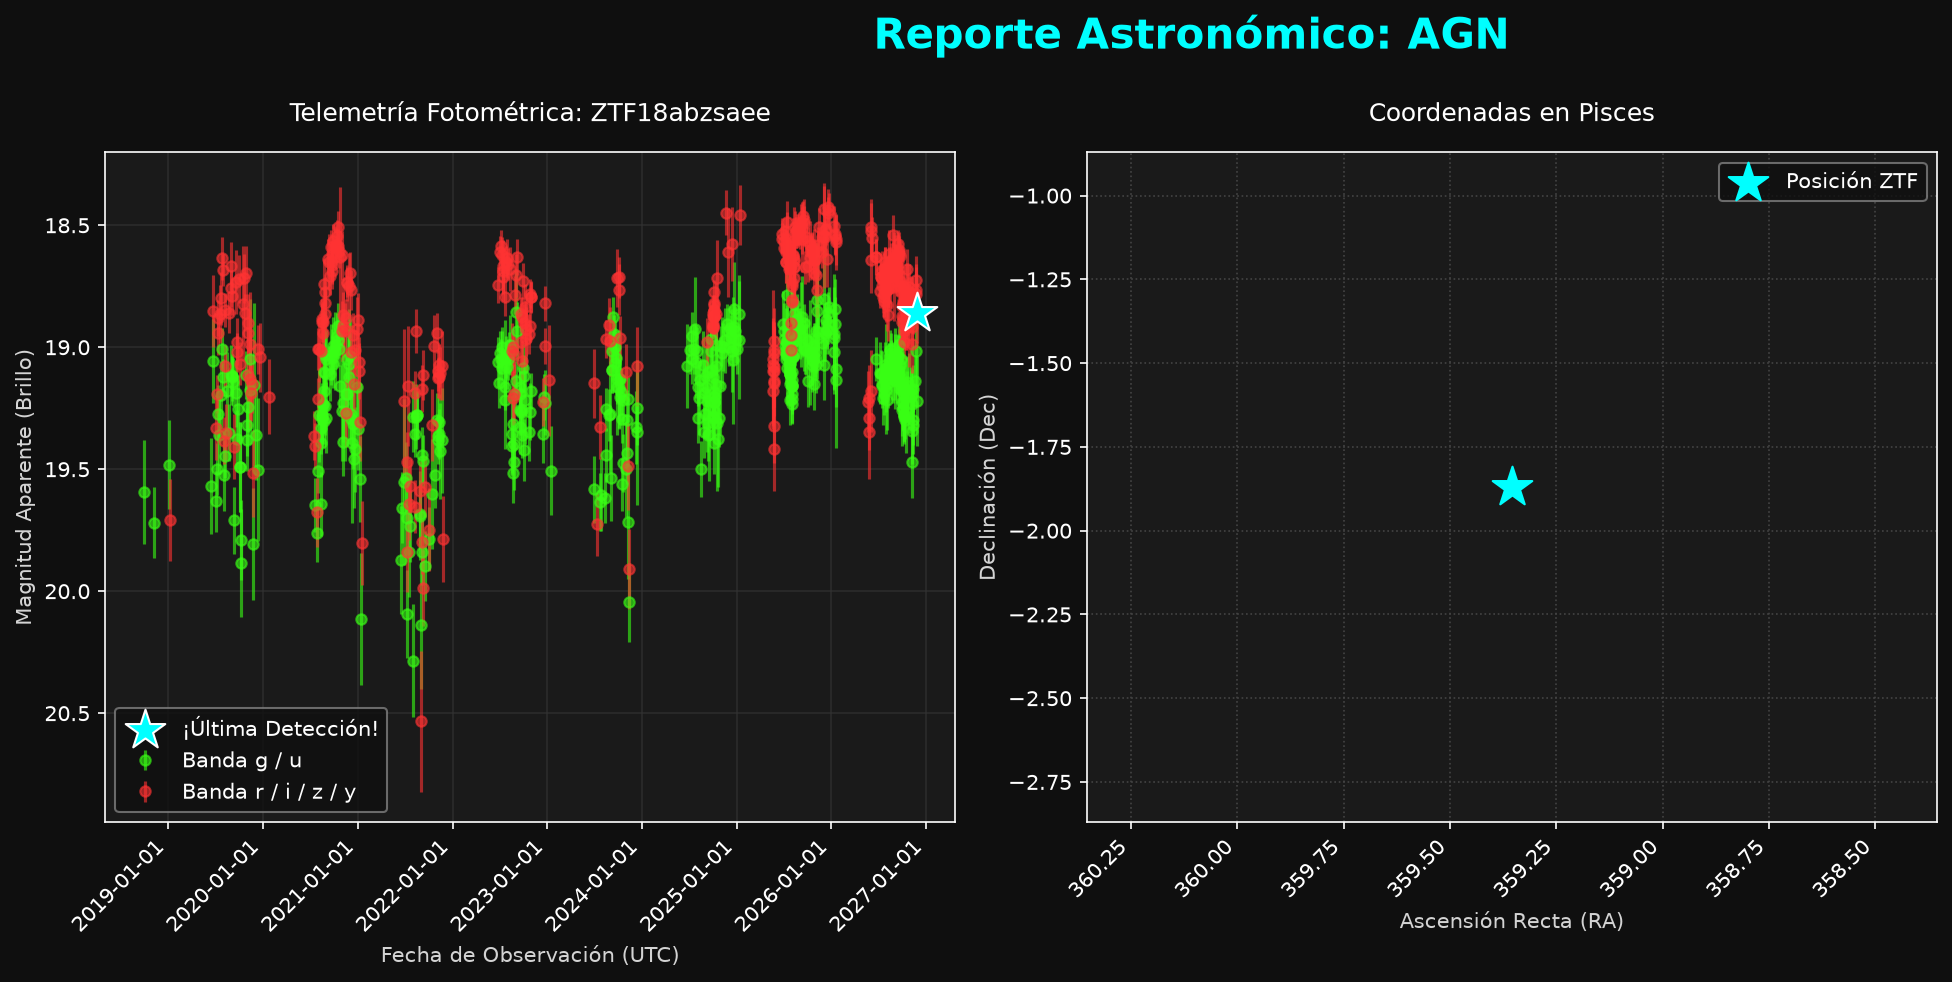 Reporte Astronómico: AGN
Telemetría Fotométrica: ZTF18abzsaee
Magnitud Aparente (Brillo)
18.5
19.0
19.5
20.0
20.5
¡Última Detección!
Banda g / u
Banda r / i / z / y
2019-01-01
2020-01-01
2021-01-01
2022-01-01
2023-01-01
2024-01-01
2025-01-01
2026-01-01
2027-01-01
Fecha de Observación (UTC)
Coordenadas en Pisces
Declinación (Dec)
−1.00
−1.25
−1.50
−1.75
−2.00
−2.25
−2.50
−2.75
Posición ZTF
360.25
360.00
359.75
359.50
359.25
359.00
358.75
358.50
Ascensión Recta (RA)